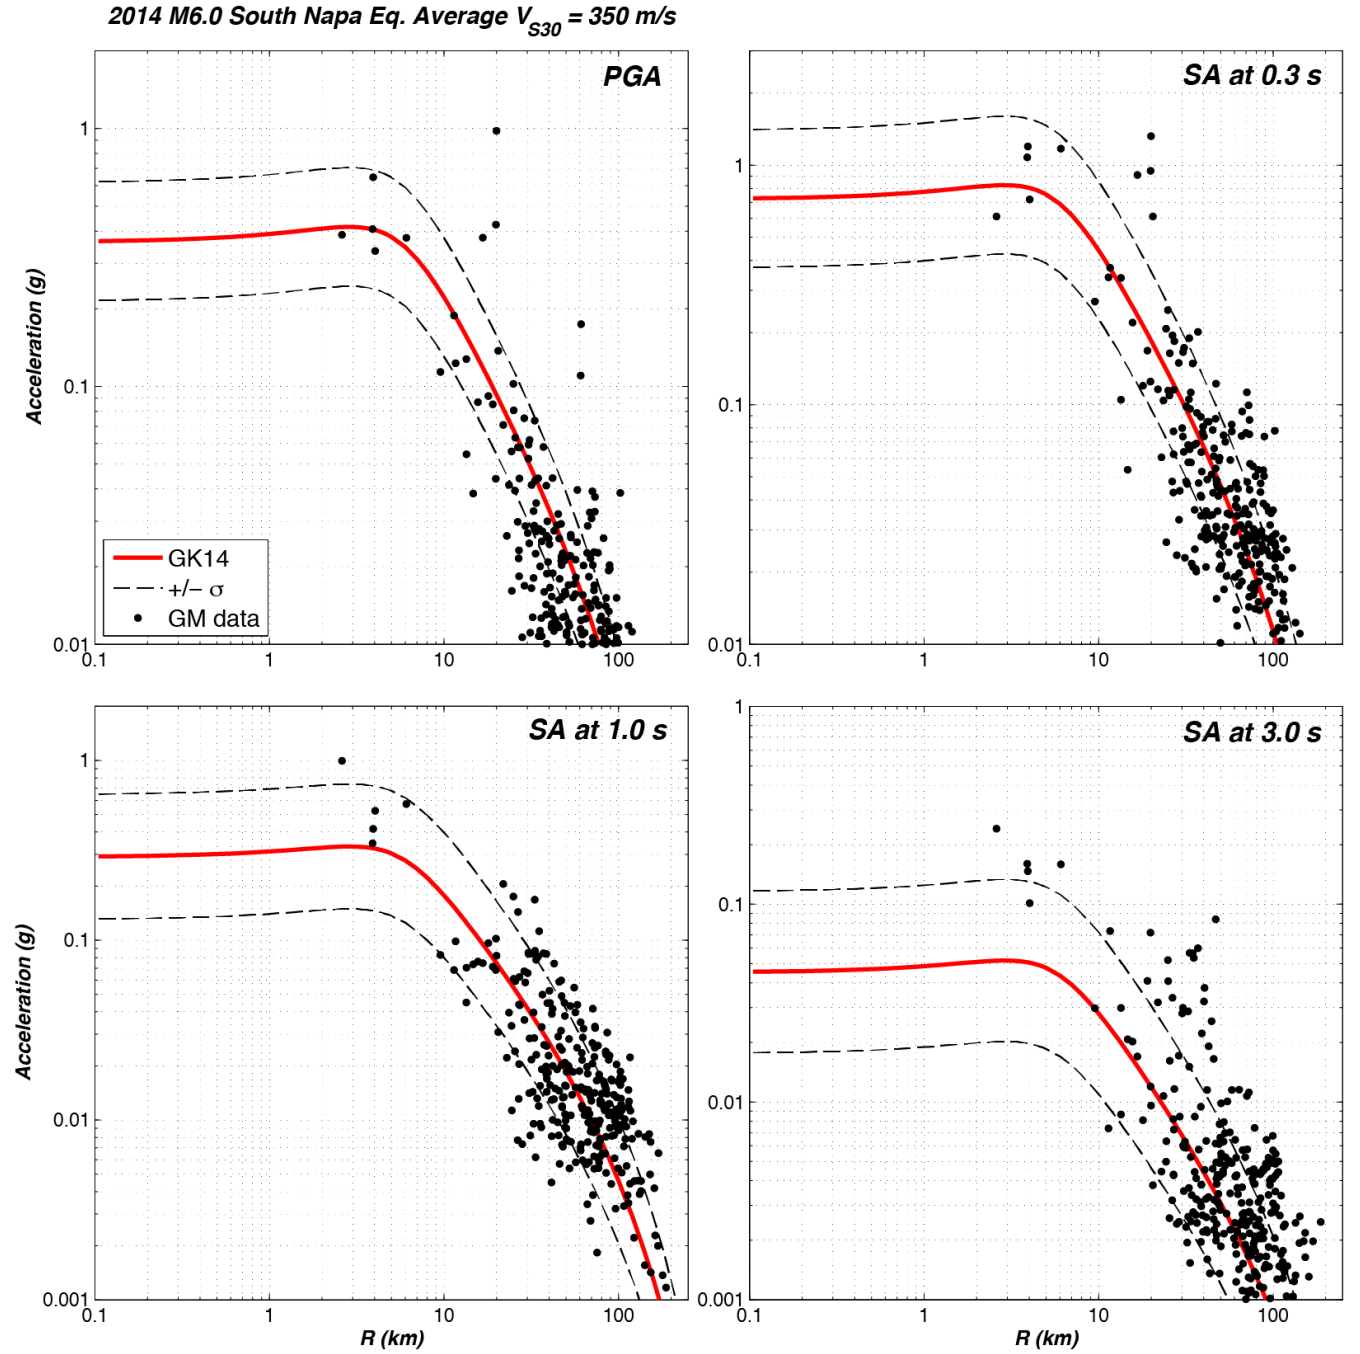 2014 M6.0 South Napa Eq. Average VS30 = 350 m/s
PGA
1
0.1
0.01
Acceleration (g)
GK14
+/− σ
GM data
0.1 1 10 100
SA at 0.3 s
1
0.1
0.01
0.1 1 10 100
SA at 1.0 s
1
0.1
0.01
0.001
Acceleration (g)
0.1 1 10 100
R (km)
SA at 3.0 s
1
0.1
0.01
0.001
0.1 1 10 100
R (km)